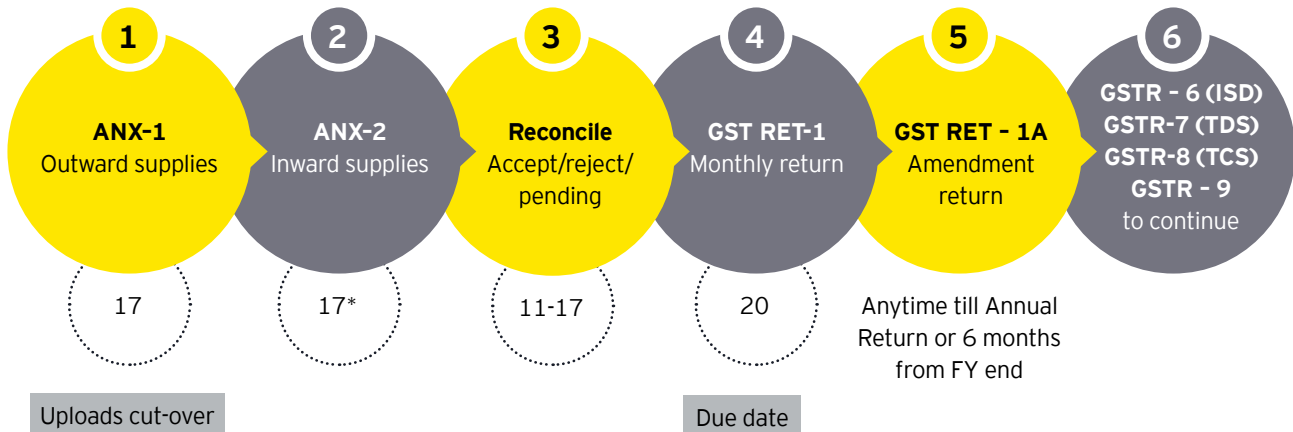 1
ANX-1
Outward supplies
17
Uploads cut-over
2
ANX-2
Inward supplies
17*
3
Reconcile
Accept/reject/
pending
11-17
4
GST RET-1
Monthly return
20
Due date
5
GST RET - 1A
Amendment
return
Anytime till Annual
Return or 6 months
from FY end
6
GSTR - 6 (ISD)
GSTR-7 (TDS)
GSTR-8 (TCS)
GSTR - 9
to continue